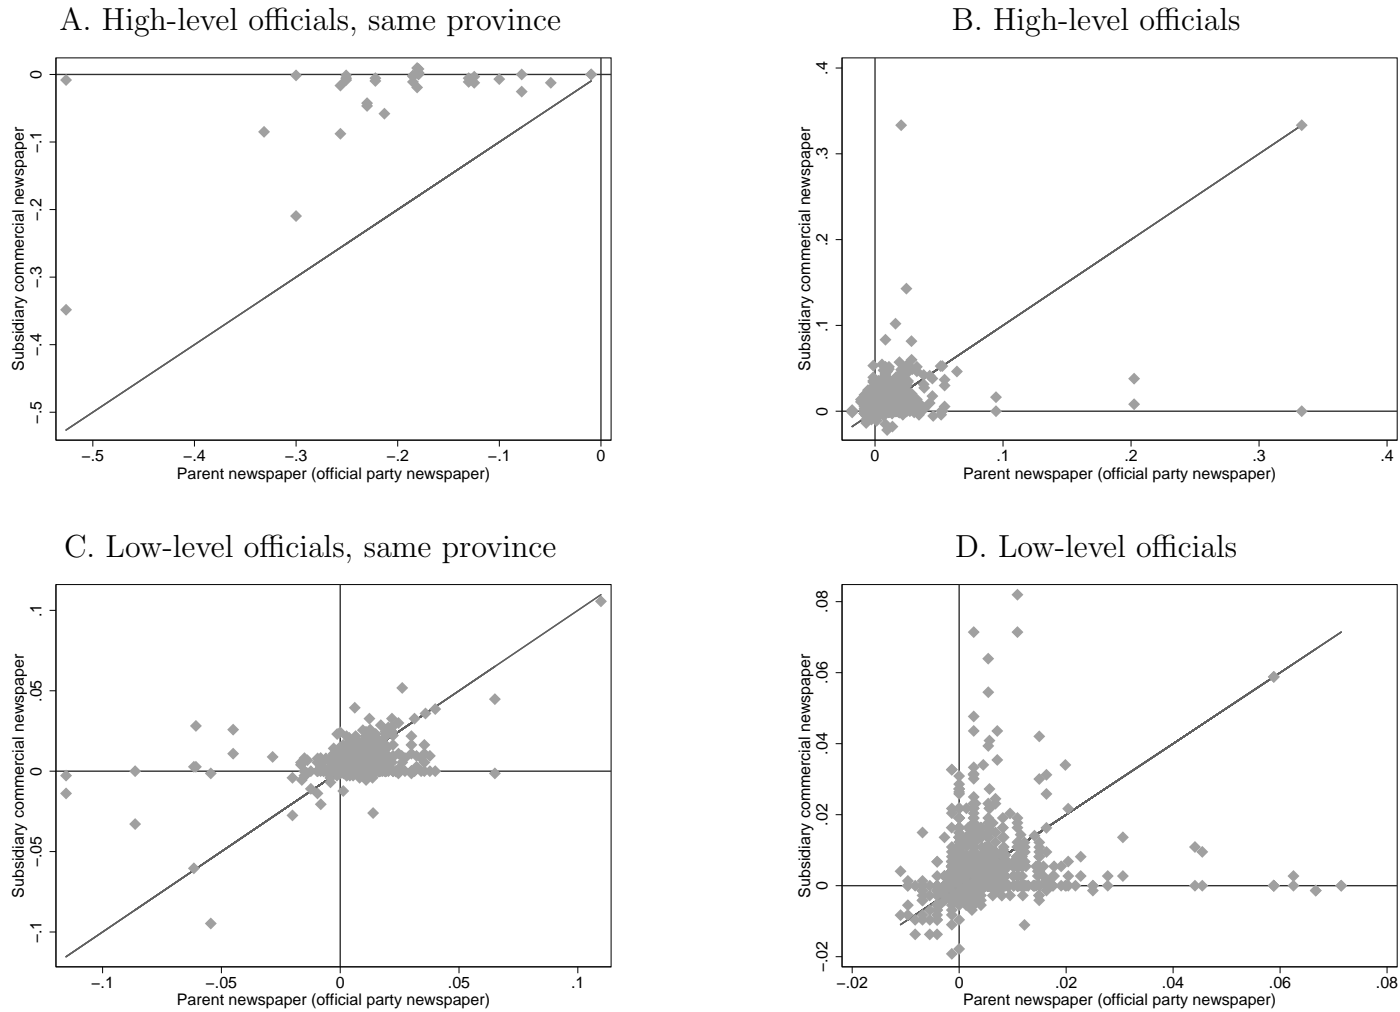 A. High-level officials, same province
0
−.1
−.2
−.3
−.4
−.5
Subsidiary commercial newspaper
−.5 −.4 −.3 −.2 −.1 0
Parent newspaper (official party newspaper)
B. High-level officials
.4
.3
.2
.1
0
Subsidiary commercial newspaper
0 .1 .2 .3 .4
Parent newspaper (official party newspaper)
C. Low-level officials, same province
.1
.05
0
−.05
−.1
Subsidiary commercial newspaper
−.1 −.05 0 .05 .1
Parent newspaper (official party newspaper)
D. Low-level officials
.08
.06
.04
.02
0
−.02
Subsidiary commercial newspaper
−.02 0 .02 .04 .06 .08
Parent newspaper (official party newspaper)